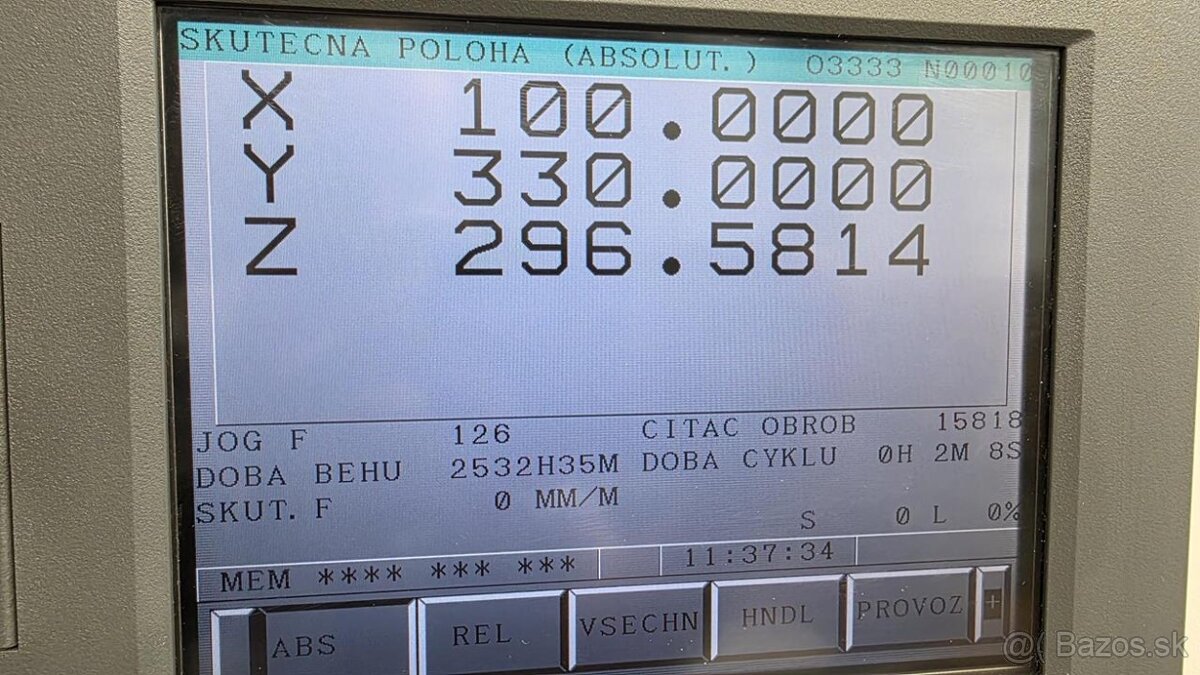 SKUTECNA POLOHA (ABSOLUT. ) O3333 N00010
X 100.0000
Y 330.0000
Z 296.5814
JOG F 126 CITAC OBROB 15818
DOBA BEHU 2532H35M DOBA CYKLU 0H 2M 8S
SKUT. F 0 MM/M
S 0 L 0%
MEM **** *** *** 11:37:34
ABS REL VSECHN HNDL PROVOZ +
Bazos.sk